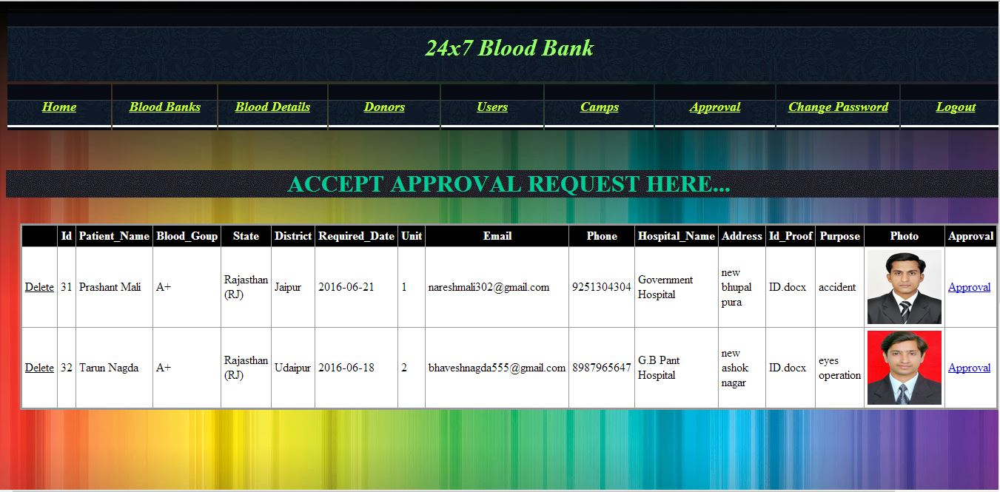 24x7 Blood Bank
Home Blood Banks Blood Details Donors Users Camps Approval Change Password Logout
ACCEPT APPROVAL REQUEST HERE...
Id Patient_Name Blood_Goup State District Required_Date Unit Email Phone Hospital_Name Address Id_Proof Purpose Photo Approval
Delete 31 Prashant Mali A+ Rajasthan (RJ) Jaipur 2016-06-21 1 nareshmali302@gmail.com 9251304304 Government Hospital new bhupal pura ID.docx accident Approval
Delete 32 Tarun Nagda A+ Rajasthan (RJ) Udaipur 2016-06-18 2 bhaveshnagda555@gmail.com 8987965647 G.B Pant Hospital new ashok nagar ID.docx eyes operation Approval